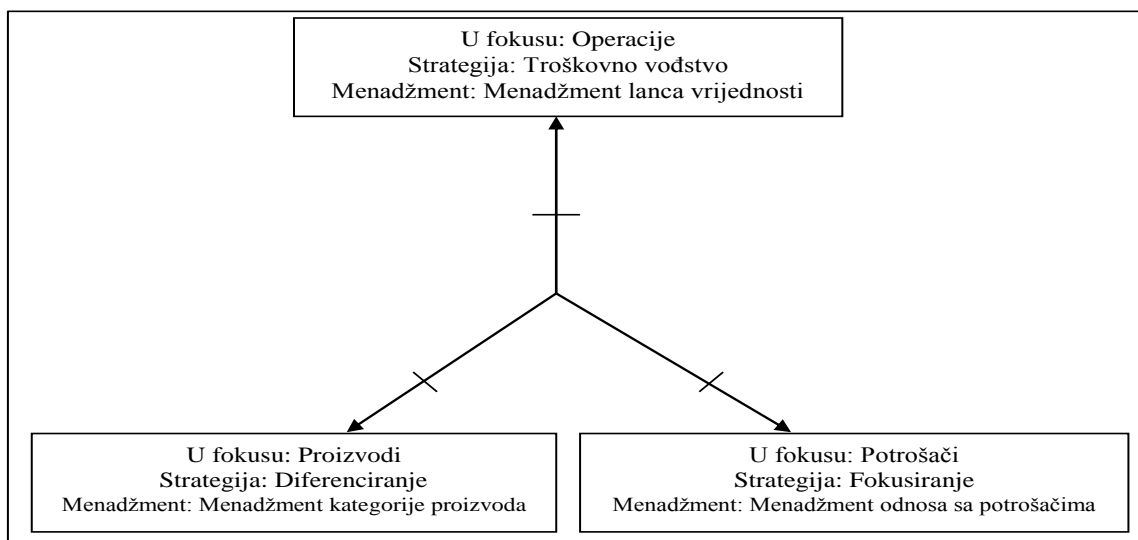 U fokusu: Operacije
Strategija: Troškovno vođstvo
Menadžment: Menadžment lanca vrijednosti
U fokusu: Proizvodi
Strategija: Diferenciranje
Menadžment: Menadžment kategorije proizvoda
U fokusu: Potrošači
Strategija: Fokusiranje
Menadžment: Menadžment odnosa sa potrošačima